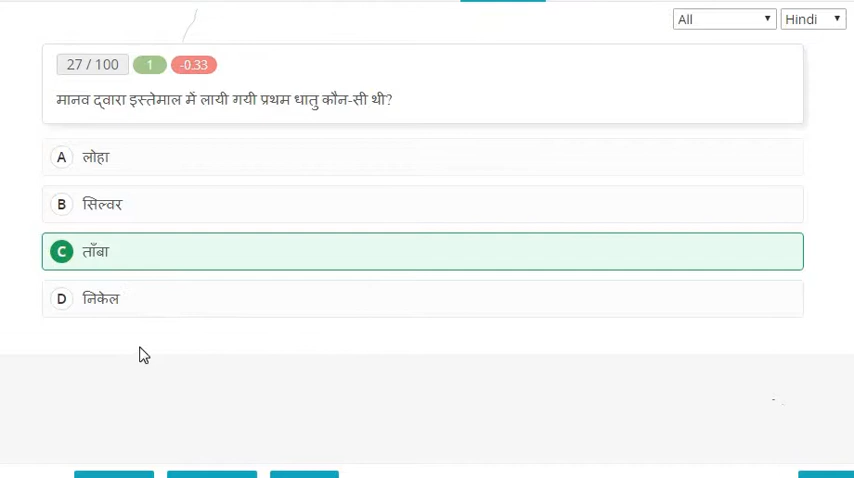 All
Hindi
27 / 100 1 -0.33
मानव द्वारा इस्तेमाल में लायी गयी प्रथम धातु कौन-सी थी?
A लोहा
B सिल्वर
C ताँबा
D निकेल